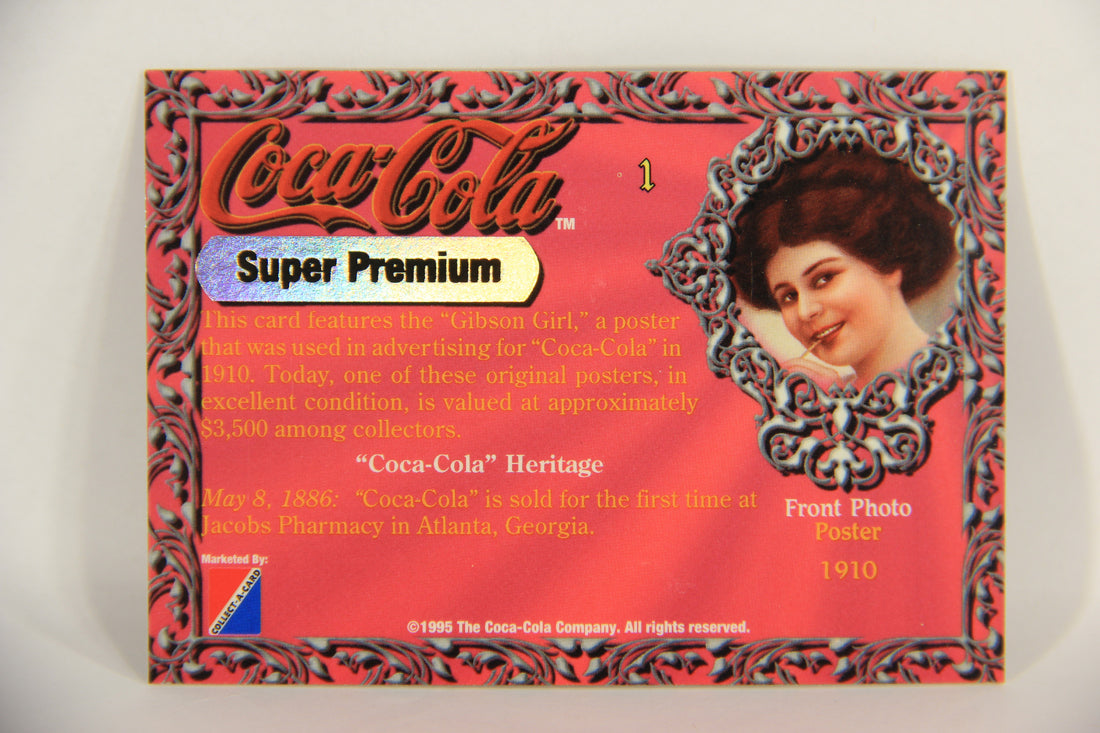 Coca-Cola TM
1
Super Premium
This card features the “Gibson Girl,” a poster
that was used in advertising for “Coca-Cola” in
1910. Today, one of these original posters, in
excellent condition, is valued at approximately
$3,500 among collectors.
“Coca-Cola” Heritage
May 8, 1886: “Coca-Cola” is sold for the first time at
Jacobs Pharmacy in Atlanta, Georgia.
Front Photo
Poster
1910
Marketed By:
COLLECT-A-CARD
©1995 The Coca-Cola Company. All rights reserved.